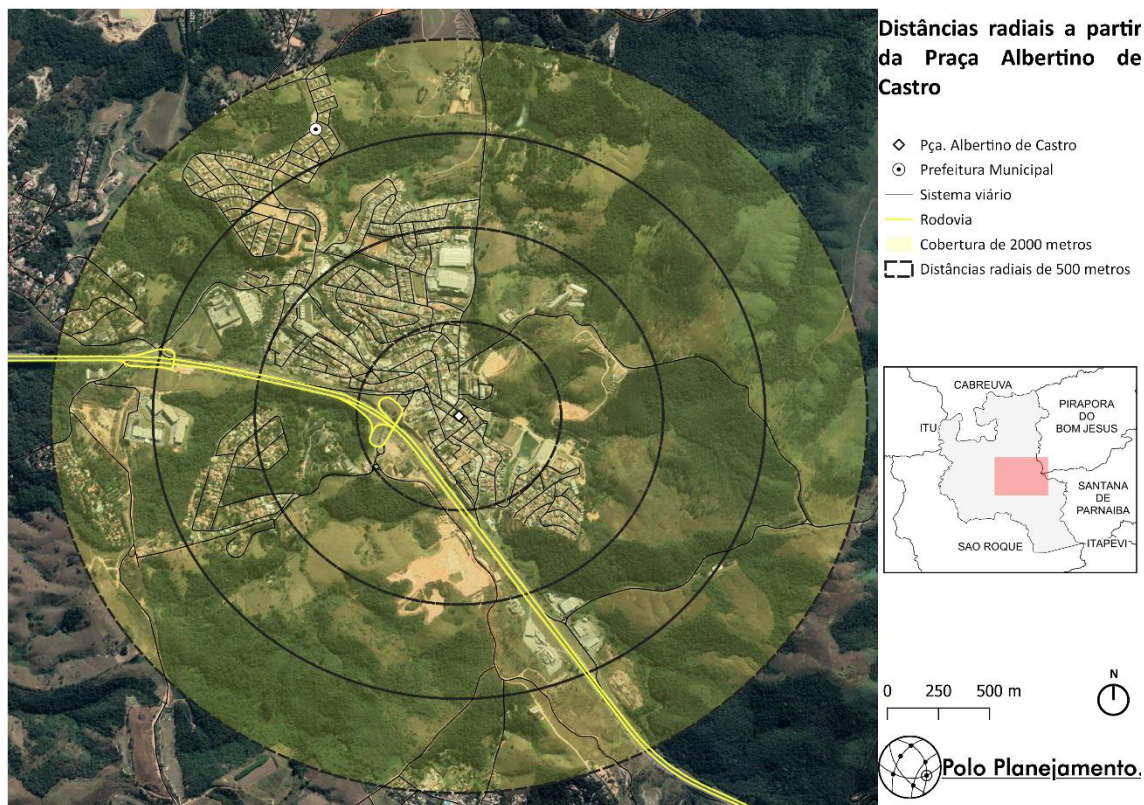 Distâncias radiais a partir
da Praça Albertino de
Castro
Pça. Albertino de Castro
Prefeitura Municipal
Sistema viário
Rodovia
Cobertura de 2000 metros
Distâncias radiais de 500 metros
CABREUVA
PIRAPORA
DO
BOM JESUS
ITU
SANTANA
DE
PARNAIBA
SAO ROQUE
ITAPEVI
0 250 500 m
N
Polo Planejamento.